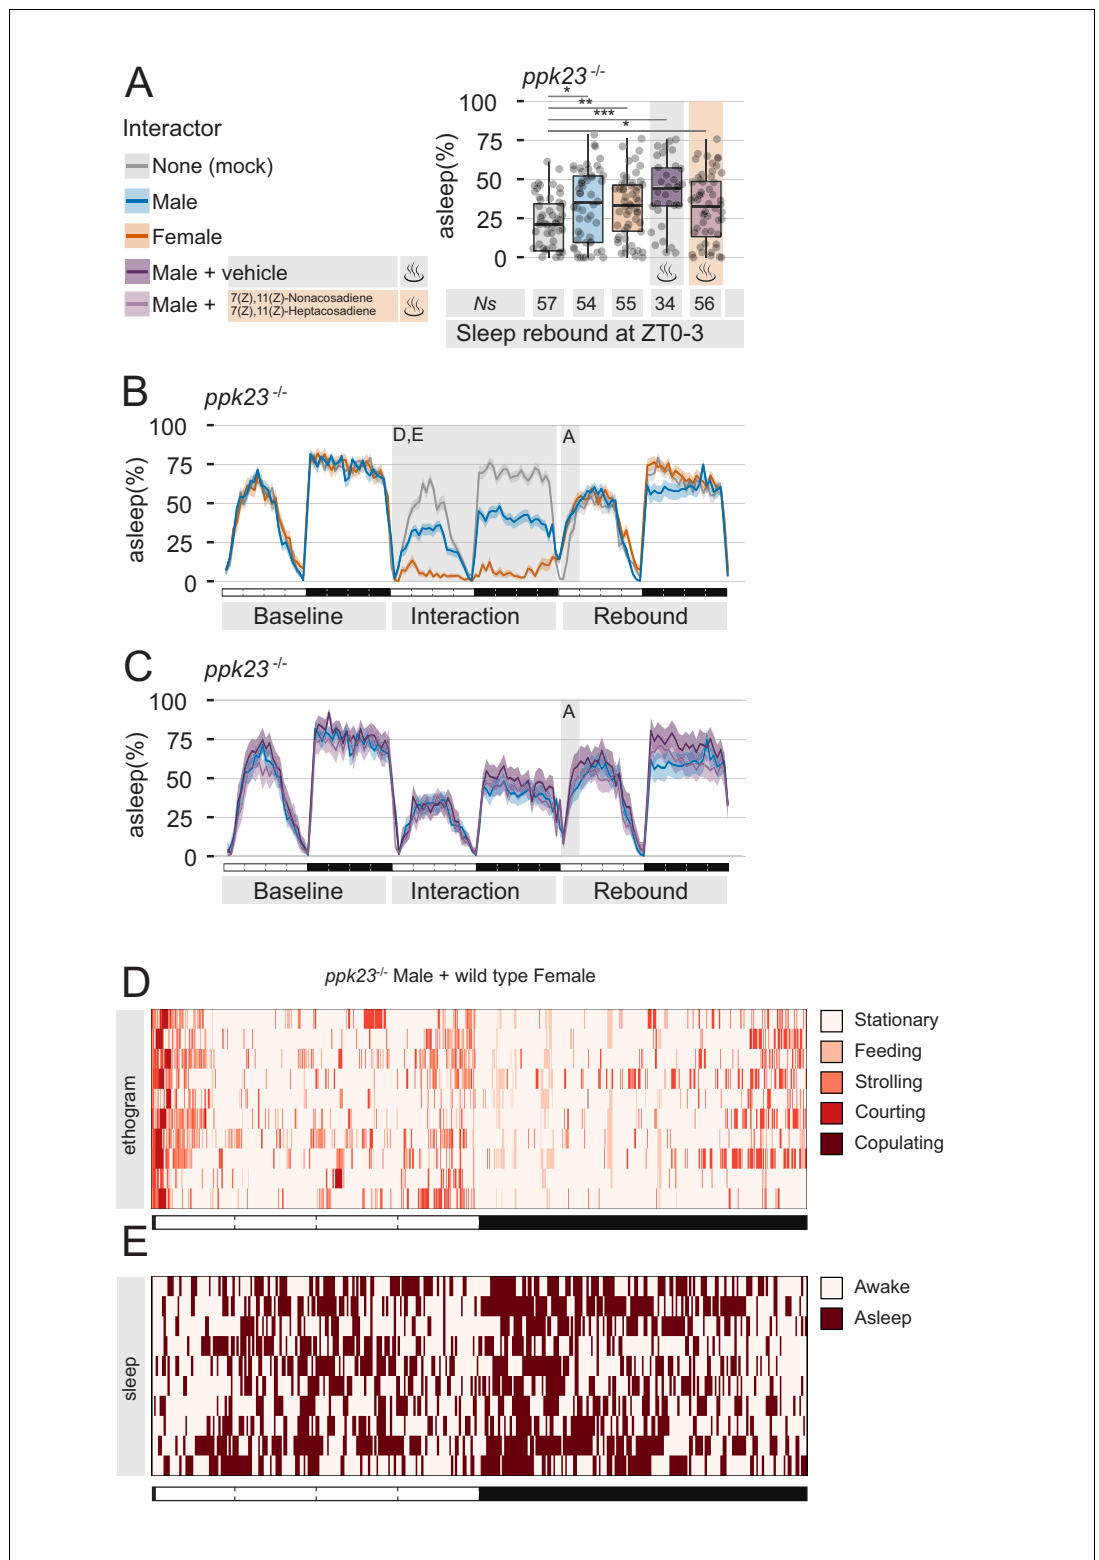 A
ppk23 -/-
Interactor
None (mock)
Male
Female
Male + vehicle
Male + 7(Z),11(Z)-Nonacosadiene
7(Z),11(Z)-Heptacosadiene
asleep(%)
100
75
50
25
0
*
**
***
*
Ns 57 54 55 34 56
Sleep rebound at ZT0-3
B
ppk23 -/-
asleep(%)
100
75
50
25
0
D,E
A
Baseline Interaction Rebound
C
ppk23 -/-
asleep(%)
100
75
50
25
0
A
Baseline Interaction Rebound
D
ppk23-/- Male + wild type Female
ethogram
Stationary
Feeding
Strolling
Courting
Copulating
E
sleep
Awake
Asleep